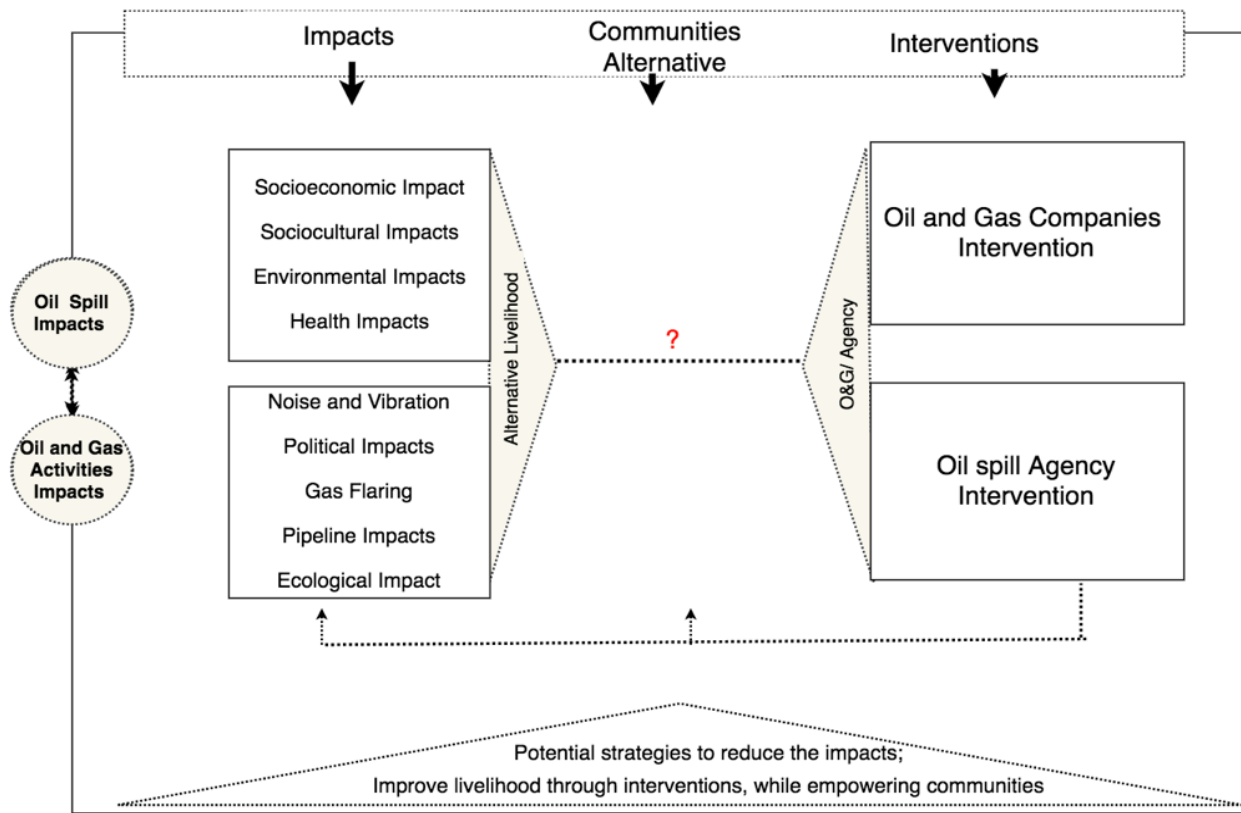 Impacts
Communities
Alternative
Interventions
Socioeconomic Impact
Sociocultural Impacts
Environmental Impacts
Health Impacts
Noise and Vibration
Political Impacts
Gas Flaring
Pipeline Impacts
Ecological Impact
Oil Spill
Impacts
Oil and Gas
Activities
Impacts
Alternative Livelihood
?
O&G/ Agency
Oil and Gas Companies
Intervention
Oil spill Agency
Intervention
Potential strategies to reduce the impacts;
Improve livelihood through interventions, while empowering communities